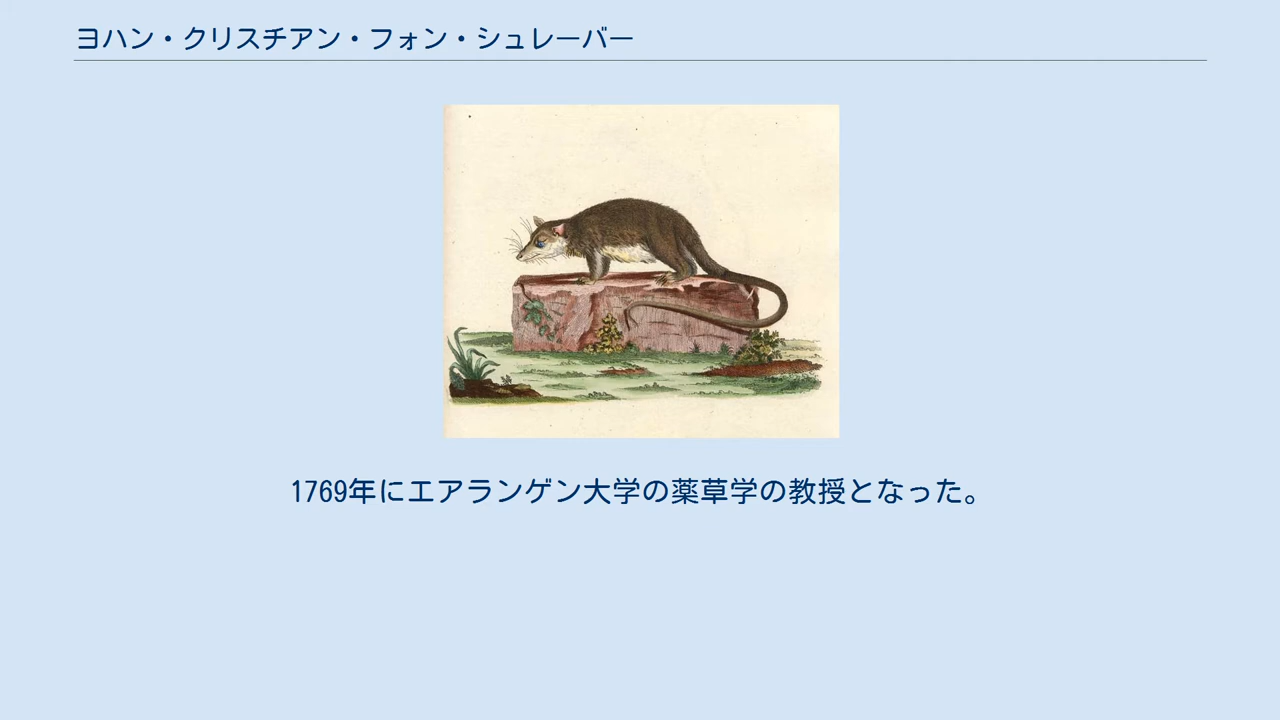 ヨハン・クリスチアン・フォン・シュレーバー
1769年にエアランゲン大学の薬草学の教授となった。